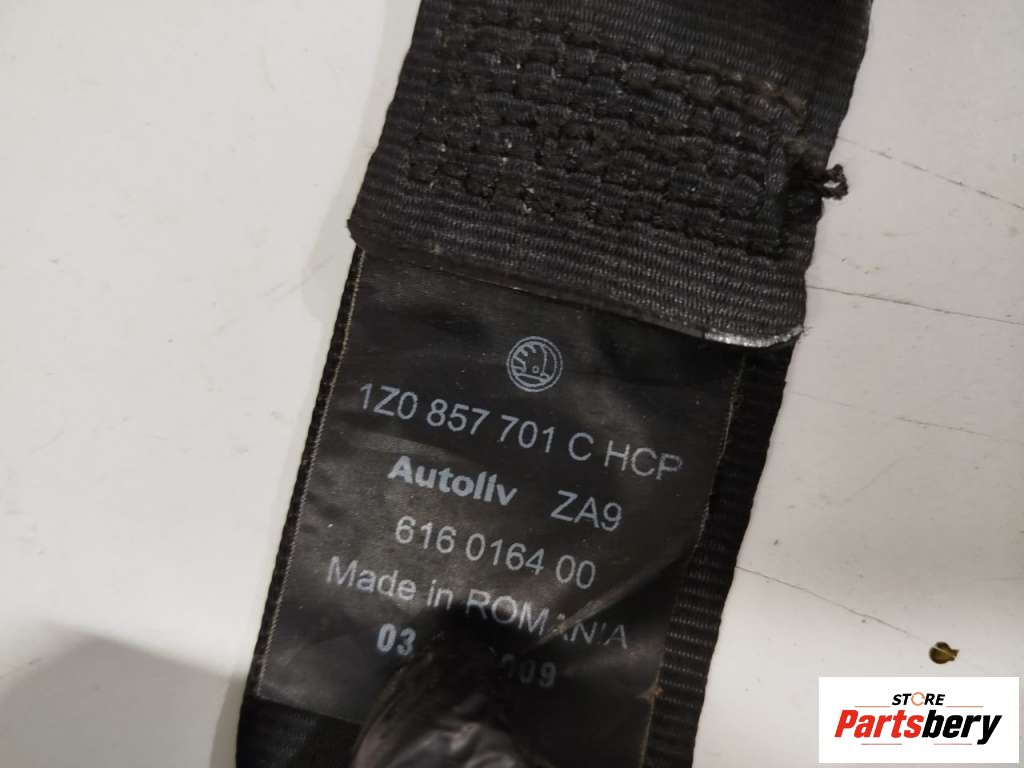 1Z0 857 701 C HCP
Autoliv ZA9
616 0164 00
Made in ROMANIA
03
STORE
Partsbery